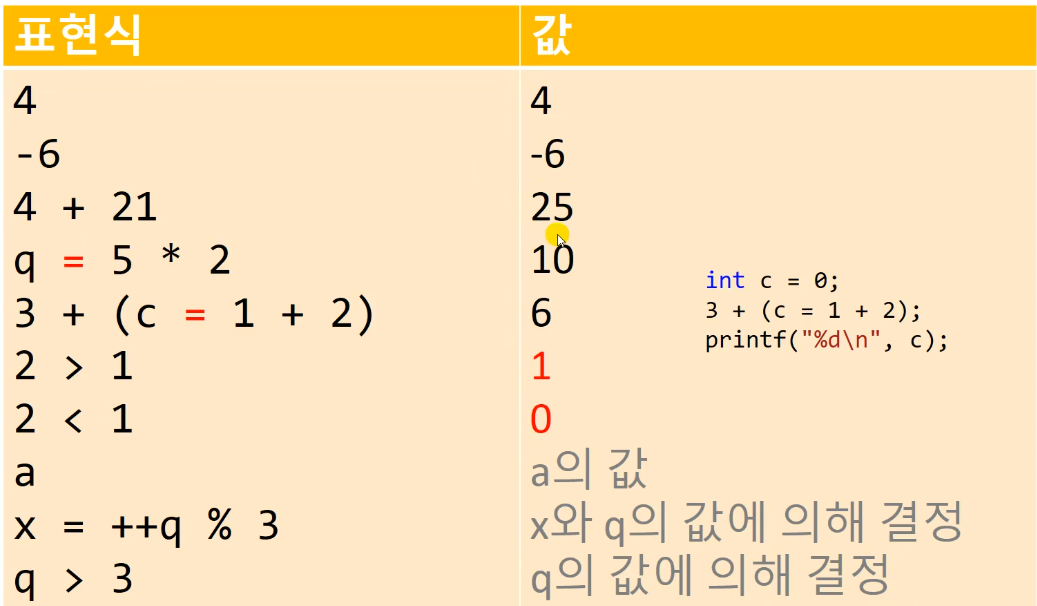 표현식 값
4 4
-6 -6
4 + 21 25
q = 5 * 2 10
3 + (c = 1 + 2) 6
2 > 1 1
2 < 1 0
a a의 값
x = ++q % 3 x와 q의 값에 의해 결정
q > 3 q의 값에 의해 결정
int c = 0;
3 + (c = 1 + 2);
printf("%d\n", c);